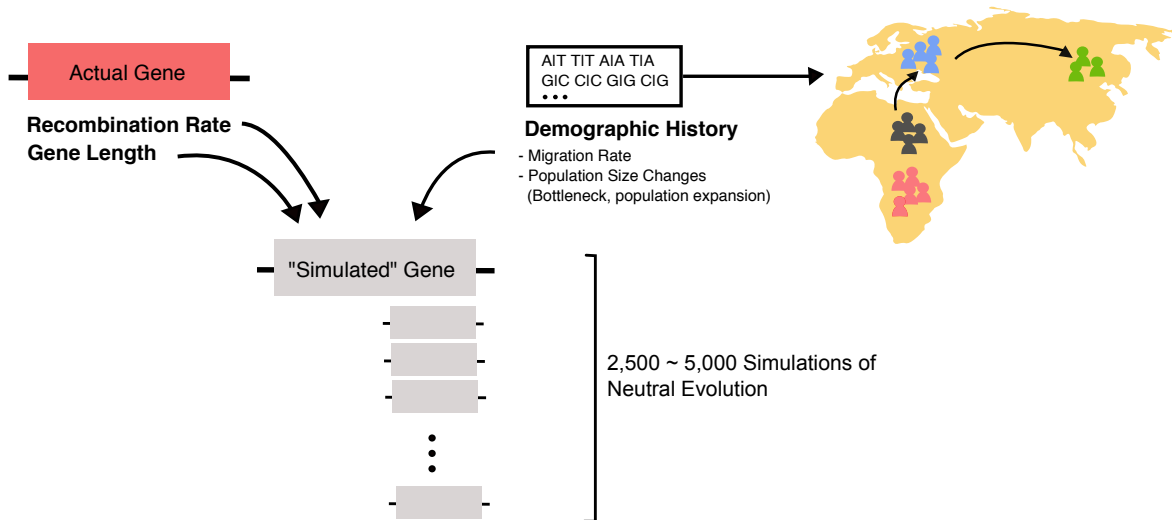 Actual Gene
Recombination Rate
Gene Length
AIT TIT AIA TIA
GIC CIC GIG CIG
•••
Demographic History
- Migration Rate
- Population Size Changes
(Bottleneck, population expansion)
"Simulated" Gene
2,500 ~ 5,000 Simulations of
Neutral Evolution